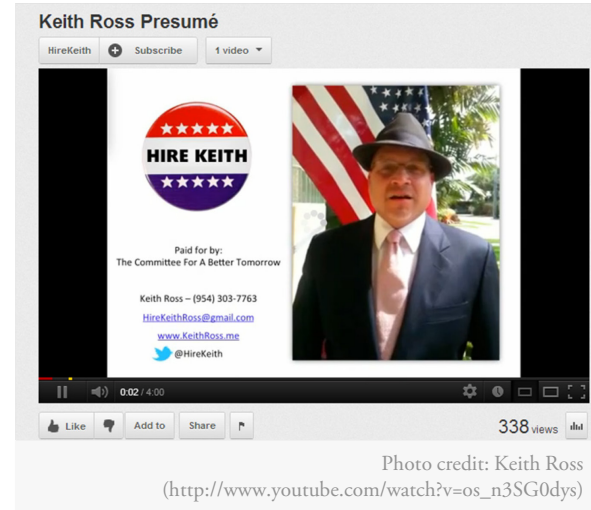 Keith Ross Presumé
HireKeith Subscribe 1 video
HIRE KEITH
Paid for by:
The Committee For A Better Tomorrow
Keith Ross – (954) 303-7763
HireKeithRoss@gmail.com
www.KeithRoss.me
@HireKeith
0:02 / 4:00
Like Add to Share 338 views
Photo credit: Keith Ross
(http://www.youtube.com/watch?v=os_n3SG0dys)